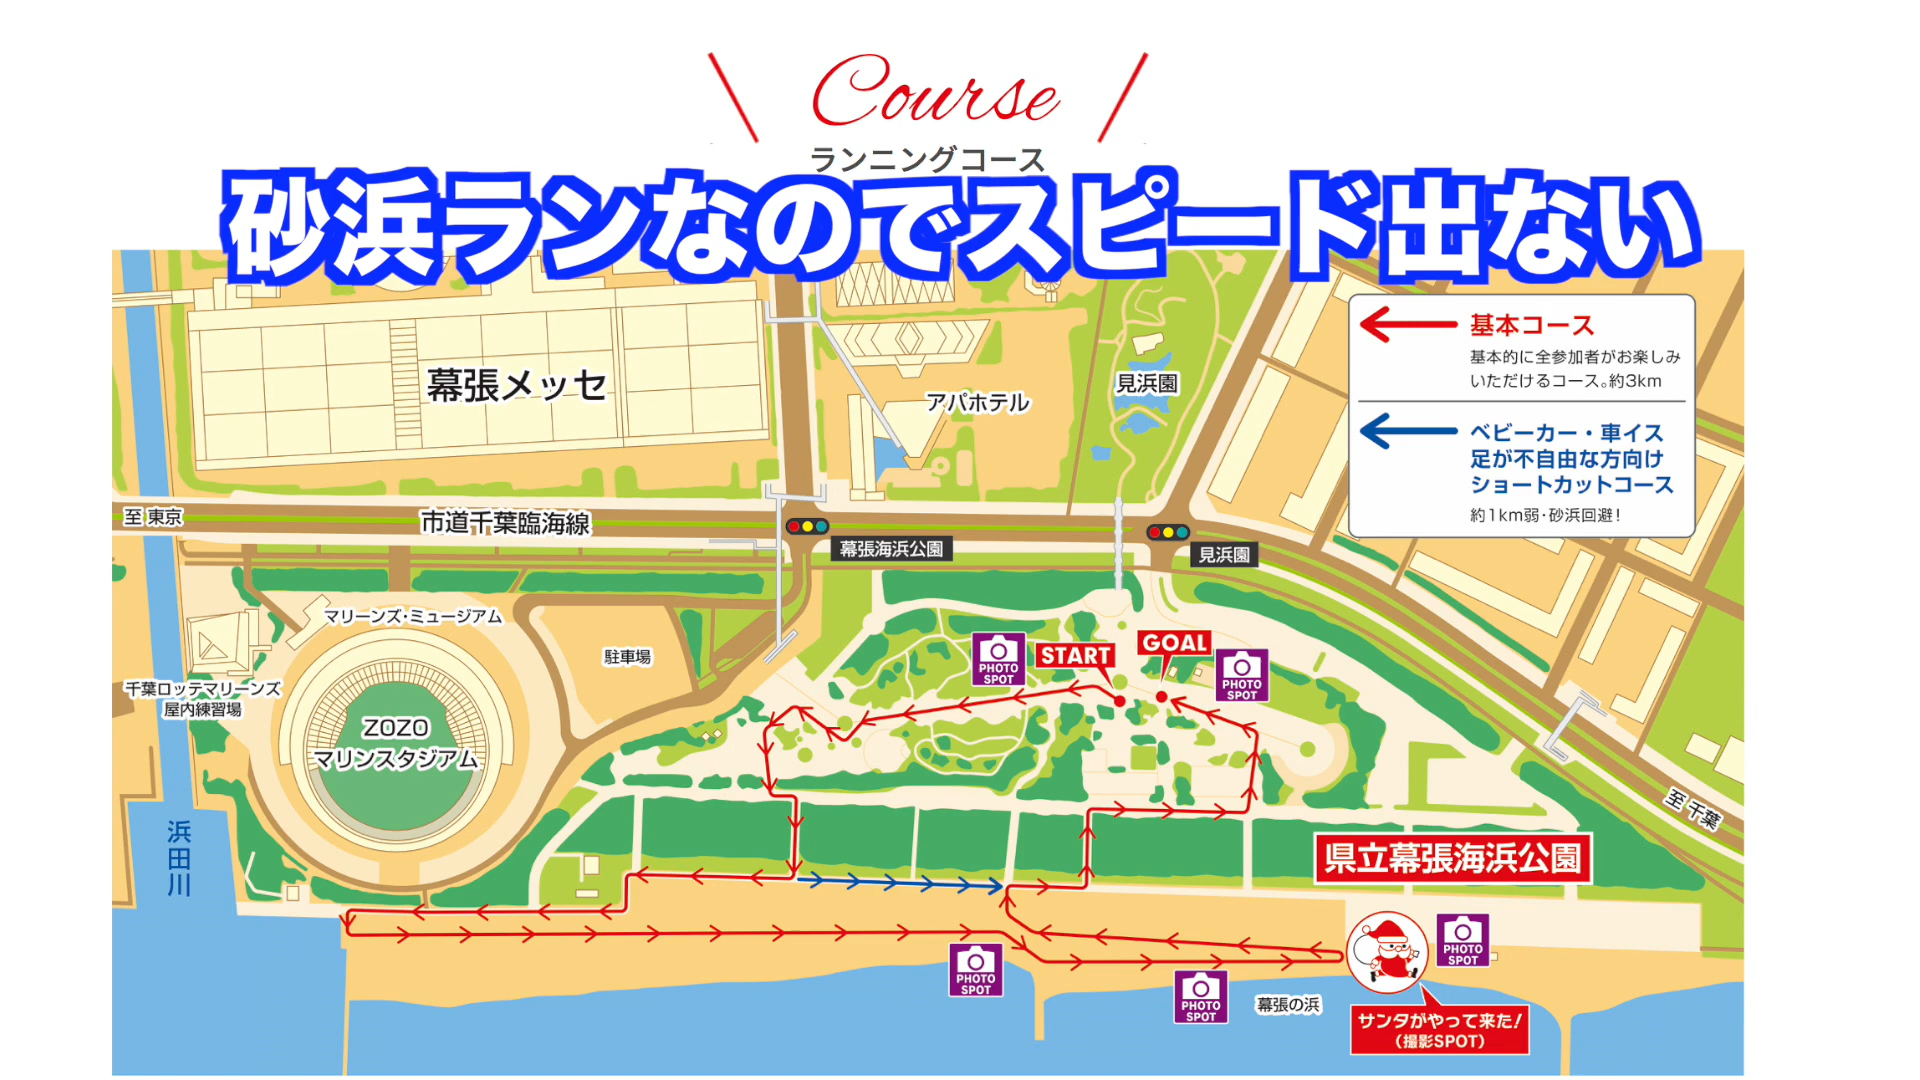 Course
ランニングコース
砂浜ランなのでスピード出ない
基本コース
基本的に全参加者がお楽しみ
いただけるコース。約3km
ベビーカー・車イス
足が不自由な方向け
ショートカットコース
約1km弱・砂浜回避！
幕張メッセ
アパホテル
見浜園
至 東京
市道千葉臨海線
幕張海浜公園
見浜園
マリーンズ・ミュージアム
駐車場
千葉ロッテマリーンズ
屋内練習場
ZOZO
マリンスタジアム
PHOTO
SPOT
START
GOAL
PHOTO
SPOT
至 千葉
浜田川
県立幕張海浜公園
PHOTO
SPOT
PHOTO
SPOT
PHOTO
SPOT
幕張の浜
サンタがやって来た！
（撮影SPOT）